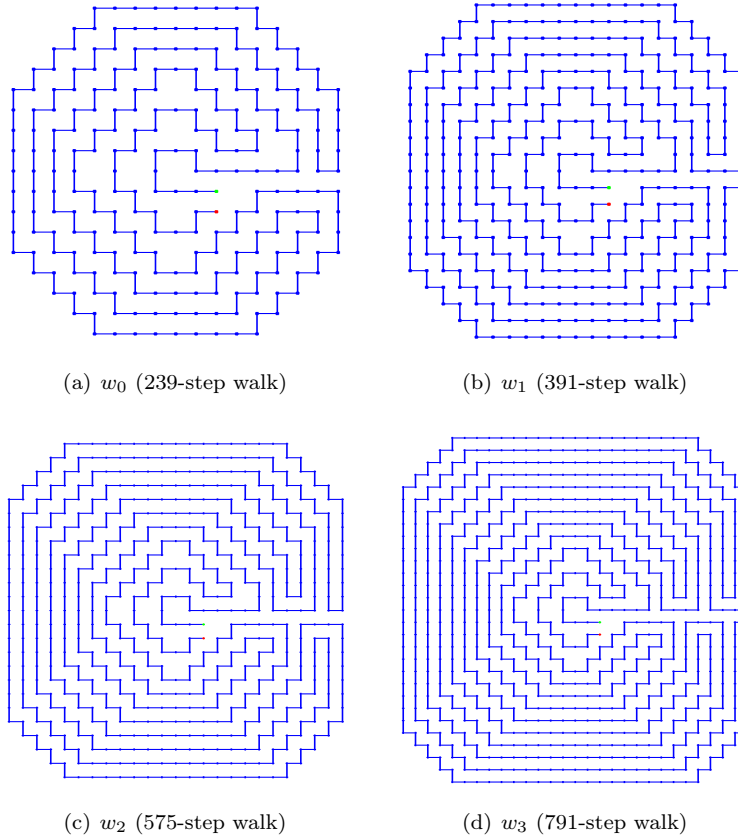 (a) w₀ (239-step walk)
(b) w₁ (391-step walk)
(c) w₂ (575-step walk)
(d) w₃ (791-step walk)